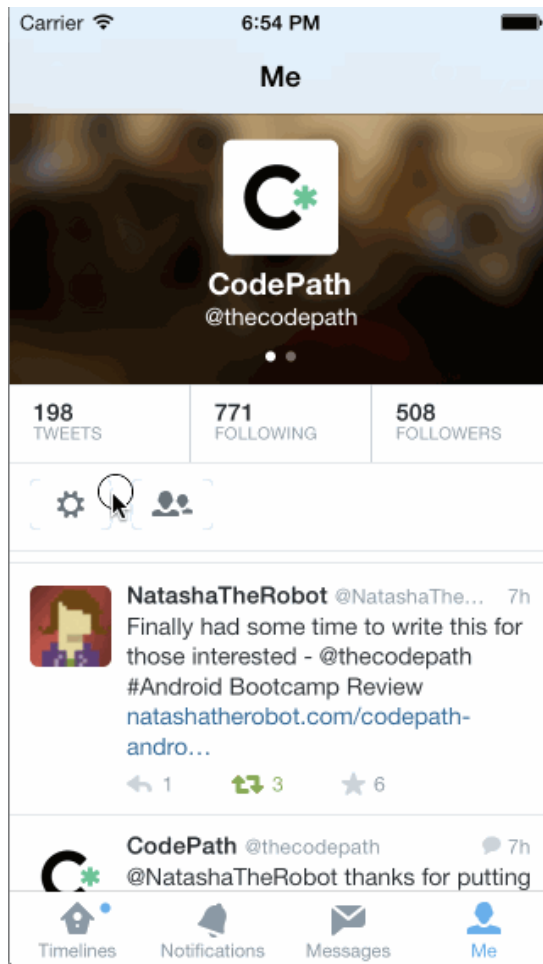 Carrier 6:54 PM
Me
C*
CodePath
@thecodepath
198 771 508
TWEETS FOLLOWING FOLLOWERS
NatashaTheRobot @NatashaThe... 7h
Finally had some time to write this for
those interested - @thecodepath
#Android Bootcamp Review
natashatherobot.com/codepath-
andro...
1 3 6
CodePath @thecodepath 7h
C*
@NatashaTheRobot thanks for putting
Timelines Notifications Messages Me